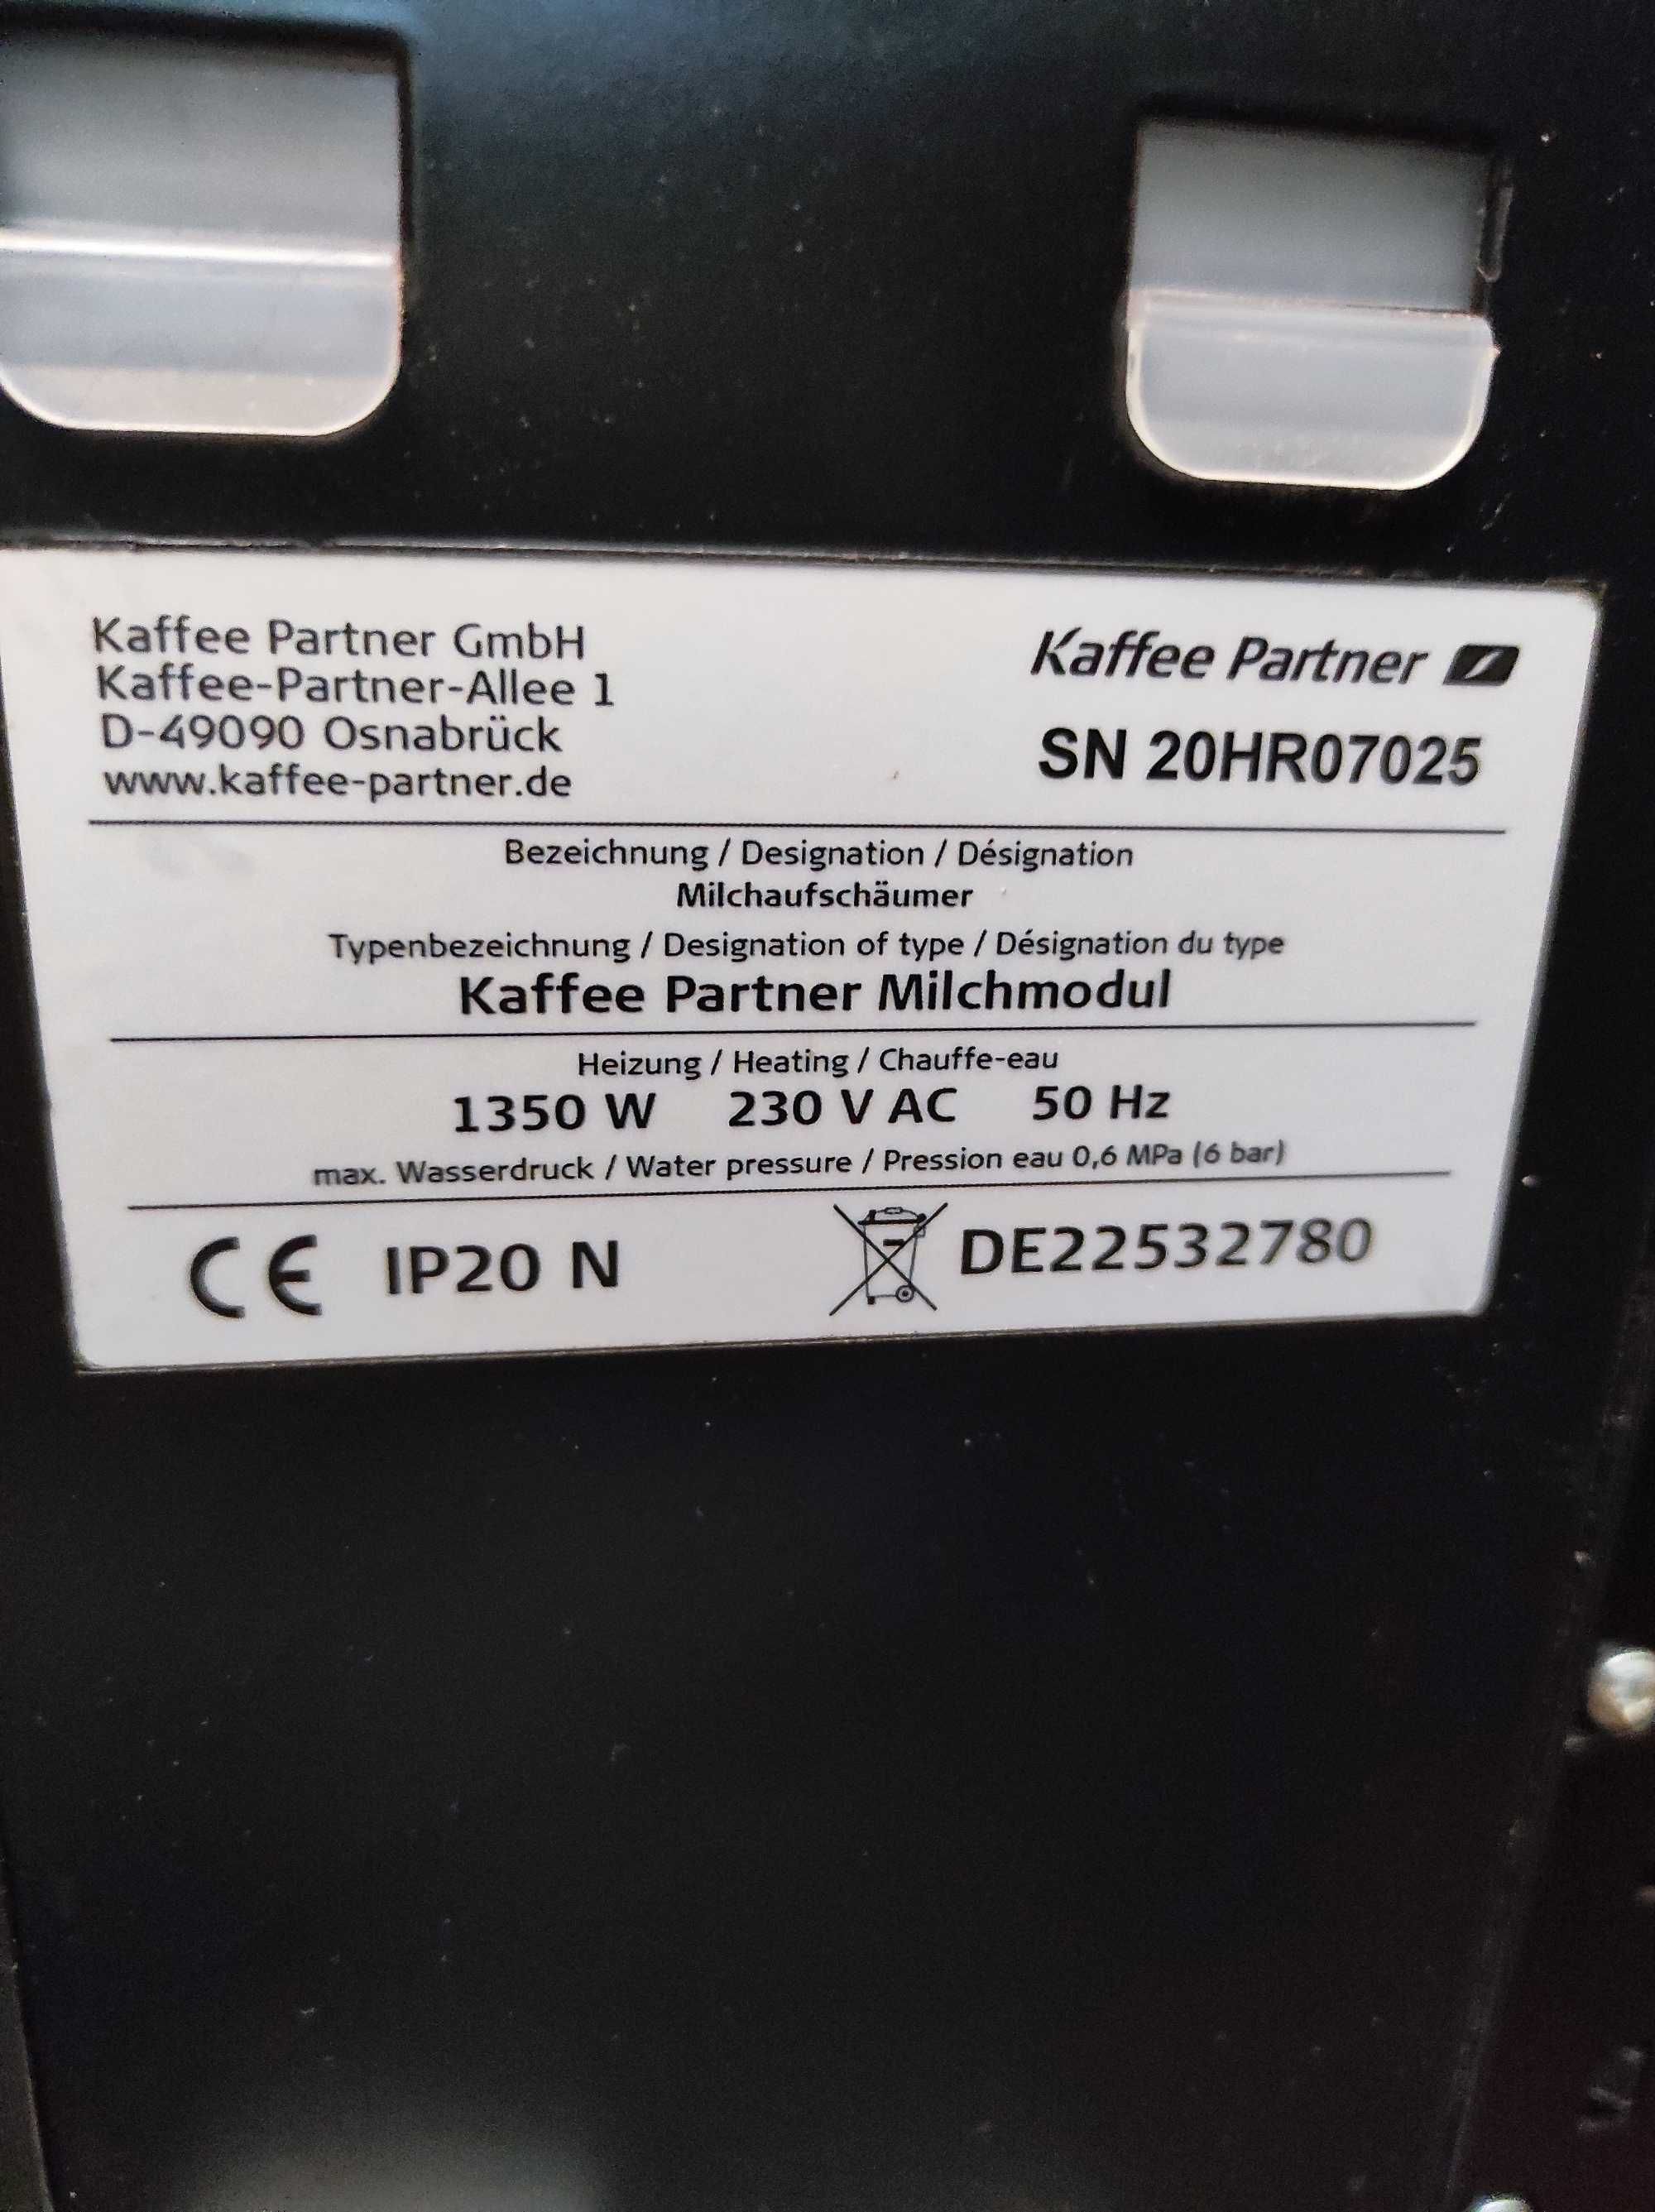 Kaffee Partner GmbH
Kaffee-Partner-Allee 1
D-49090 Osnabrück
www.kaffee-partner.de
Kaffee Partner
SN 20HR07025
Bezeichnung / Designation / Désignation
Milchaufschäumer
Typenbezeichnung / Designation of type / Désignation du type
Kaffee Partner Milchmodul
Heizung / Heating / Chauffe-eau
1350 W 230 V AC 50 Hz
max. Wasserdruck / Water pressure / Pression eau 0,6 MPa (6 bar)
CE IP20 N DE22532780